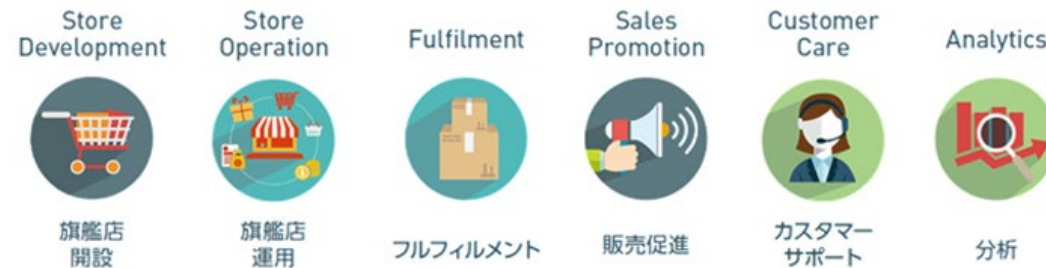 Store
Development
Store
Operation
Fulfilment
Sales
Promotion
Customer
Care
Analytics
旗艦店
開設
旗艦店
運用
フルフィルメント
販売促進
カスタマー
サポート
分析